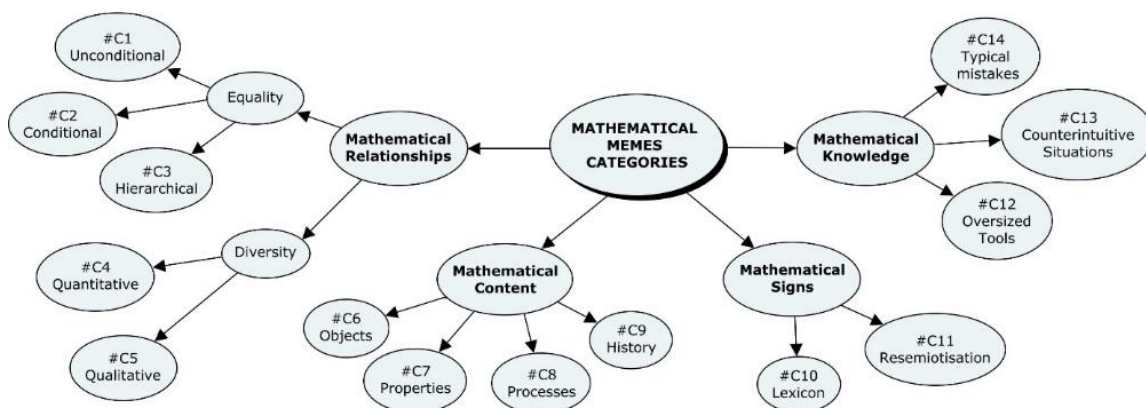 #C1
Unconditional
Equality
#C2
Conditional
#C3
Hierarchical
Mathematical
Relationships
Diversity
#C4
Quantitative
#C5
Qualitative
MATHEMATICAL
MEMES
CATEGORIES
Mathematical
Content
#C6
Objects
#C7
Properties
#C8
Processes
#C9
History
Mathematical
Signs
#C10
Lexicon
#C11
Resemiotisation
Mathematical
Knowledge
#C14
Typical
mistakes
#C13
Counterintuitive
Situations
#C12
Oversized
Tools